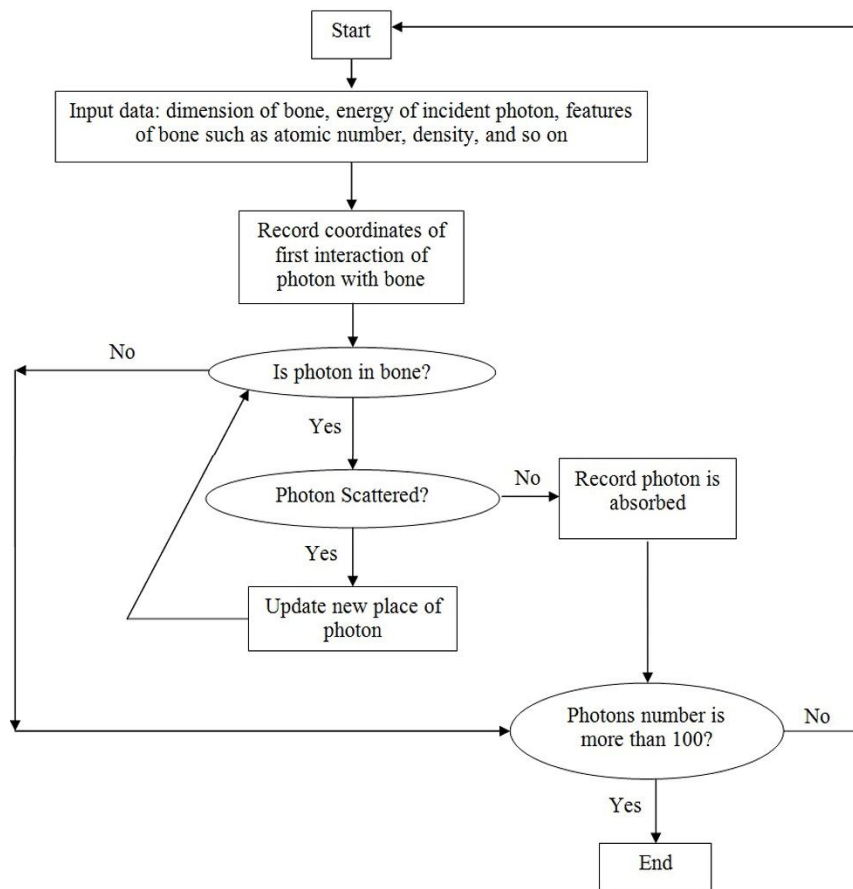 Start
Input data: dimension of bone, energy of incident photon, features
of bone such as atomic number, density, and so on
Record coordinates of
first interaction of
photon with bone
No
Is photon in bone?
Yes
Photon Scattered?
No
Record photon is
absorbed
Yes
Update new place of
photon
Photons number is
more than 100?
No
Yes
End